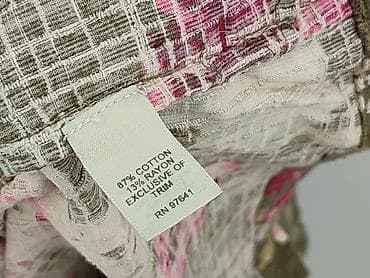 87% COTTON
13% RAYON
EXCLUSIVE OF
TRIM
RN 97641